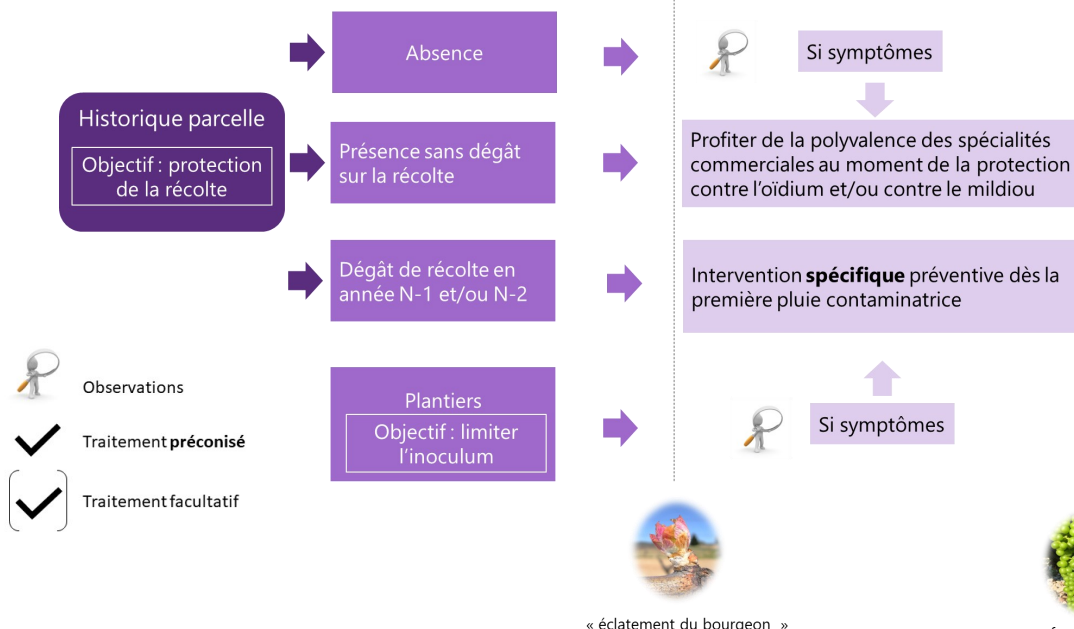 Historique parcelle
Objectif : protection
de la récolte
Absence
Si symptômes
Présence sans dégât
sur la récolte
Profiter de la polyvalence des spécialités
commerciales au moment de la protection
contre l'oïdium et/ou contre le mildiou
Dégât de récolte en
année N-1 et/ou N-2
Intervention spécifique préventive dès la
première pluie contaminatrice
Plantiers
Objectif : limiter
l'inoculum
Si symptômes
Observations
Traitement préconisé
Traitement facultatif
« éclatement du bourgeon »